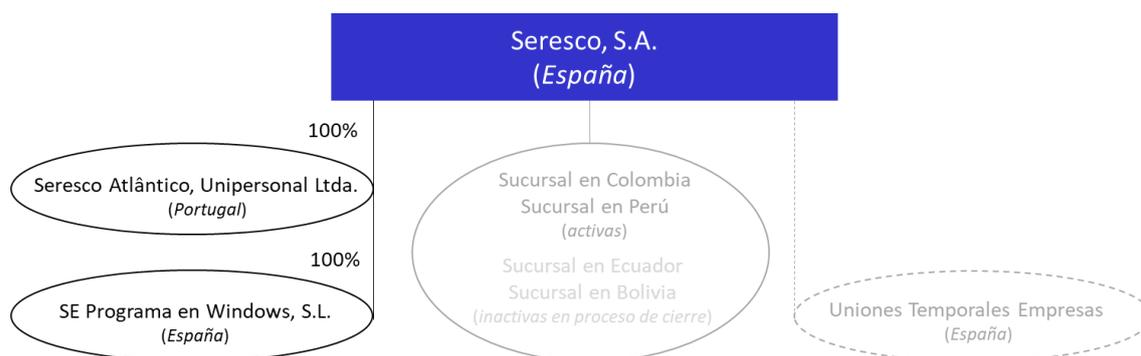 Seresco, S.A.
(España)
100%
Seresco Atlântico, Unipersonal Ltda.
(Portugal)
100%
SE Programa en Windows, S.L.
(España)
Sucursal en Colombia
Sucursal en Perú
(activas)
Sucursal en Ecuador
Sucursal en Bolivia
(inactivas en proceso de cierre)
Uniones Temporales Empresas
(España)